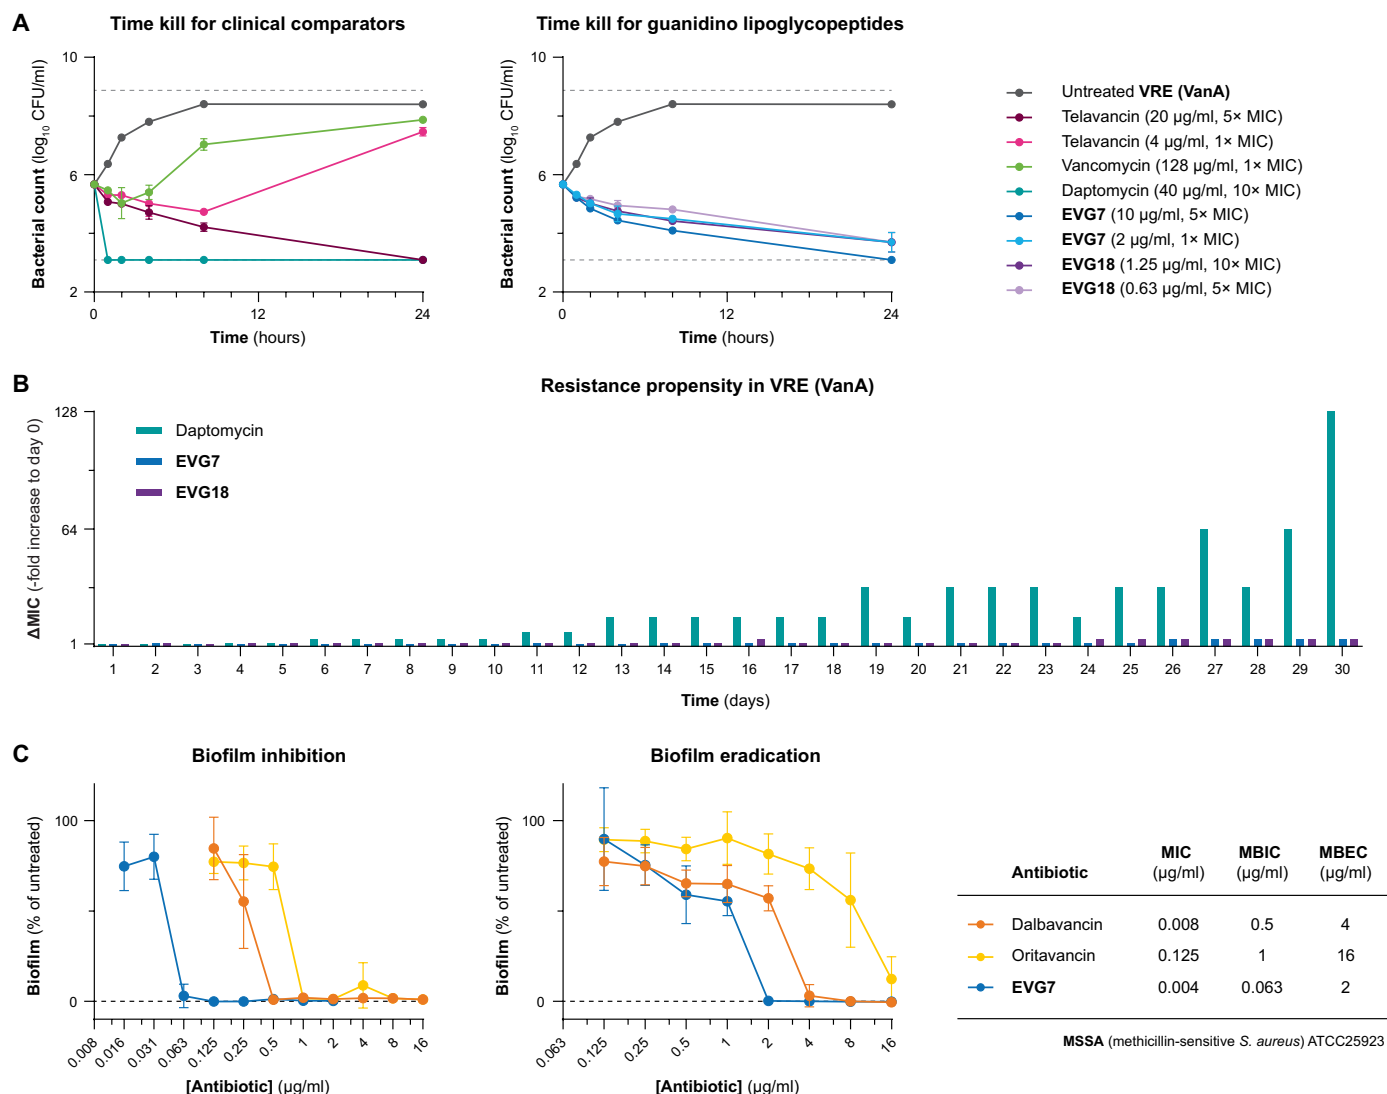 A
Time kill for clinical comparators
Time kill for guanidino lipoglycopeptides
Bacterial count (log10 CFU/ml)
10
6
2
0
12
24
Time (hours)
Bacterial count (log10 CFU/ml)
10
6
2
0
12
24
Time (hours)
Untreated VRE (VanA)
Telavancin (20 µg/ml, 5× MIC)
Telavancin (4 µg/ml, 1× MIC)
Vancomycin (128 µg/ml, 1× MIC)
Daptomycin (40 µg/ml, 10× MIC)
EVG7 (10 µg/ml, 5× MIC)
EVG7 (2 µg/ml, 1× MIC)
EVG18 (1.25 µg/ml, 10× MIC)
EVG18 (0.63 µg/ml, 5× MIC)
B
Resistance propensity in VRE (VanA)
ΔMIC (-fold increase to day 0)
128
64
1
Daptomycin
EVG7
EVG18
1 2 3 4 5 6 7 8 9 10 11 12 13 14 15 16 17 18 19 20 21 22 23 24 25 26 27 28 29 30
Time (days)
C
Biofilm inhibition
Biofilm (% of untreated)
100
0
0.008 0.016 0.031 0.063 0.125 0.25 0.5 1 2 4 8 16
[Antibiotic] (µg/ml)
Biofilm eradication
Biofilm (% of untreated)
100
0
0.063 0.125 0.25 0.5 1 2 4 8 16
[Antibiotic] (µg/ml)
Antibiotic MIC (µg/ml) MBIC (µg/ml) MBEC (µg/ml)
Dalbavancin 0.008 0.5 4
Oritavancin 0.125 1 16
EVG7 0.004 0.063 2
MSSA (methicillin-sensitive S. aureus) ATCC25923